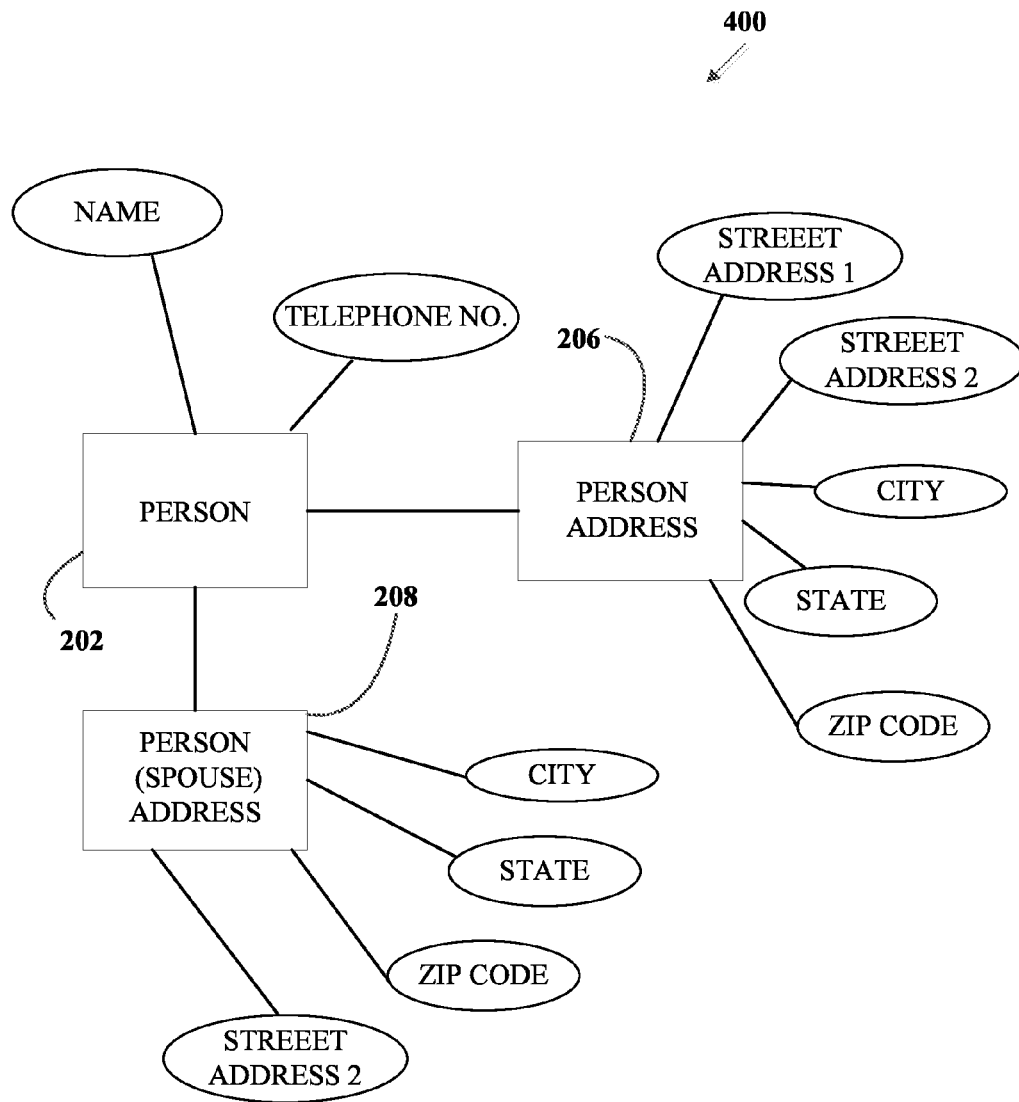 400
NAME
STREEET
ADDRESS 1
TELEPHONE NO.
206
STREEET
ADDRESS 2
PERSON
PERSON
ADDRESS
CITY
STATE
202
208
ZIP CODE
PERSON
(SPOUSE)
ADDRESS
CITY
STATE
ZIP CODE
STREEET
ADDRESS 2